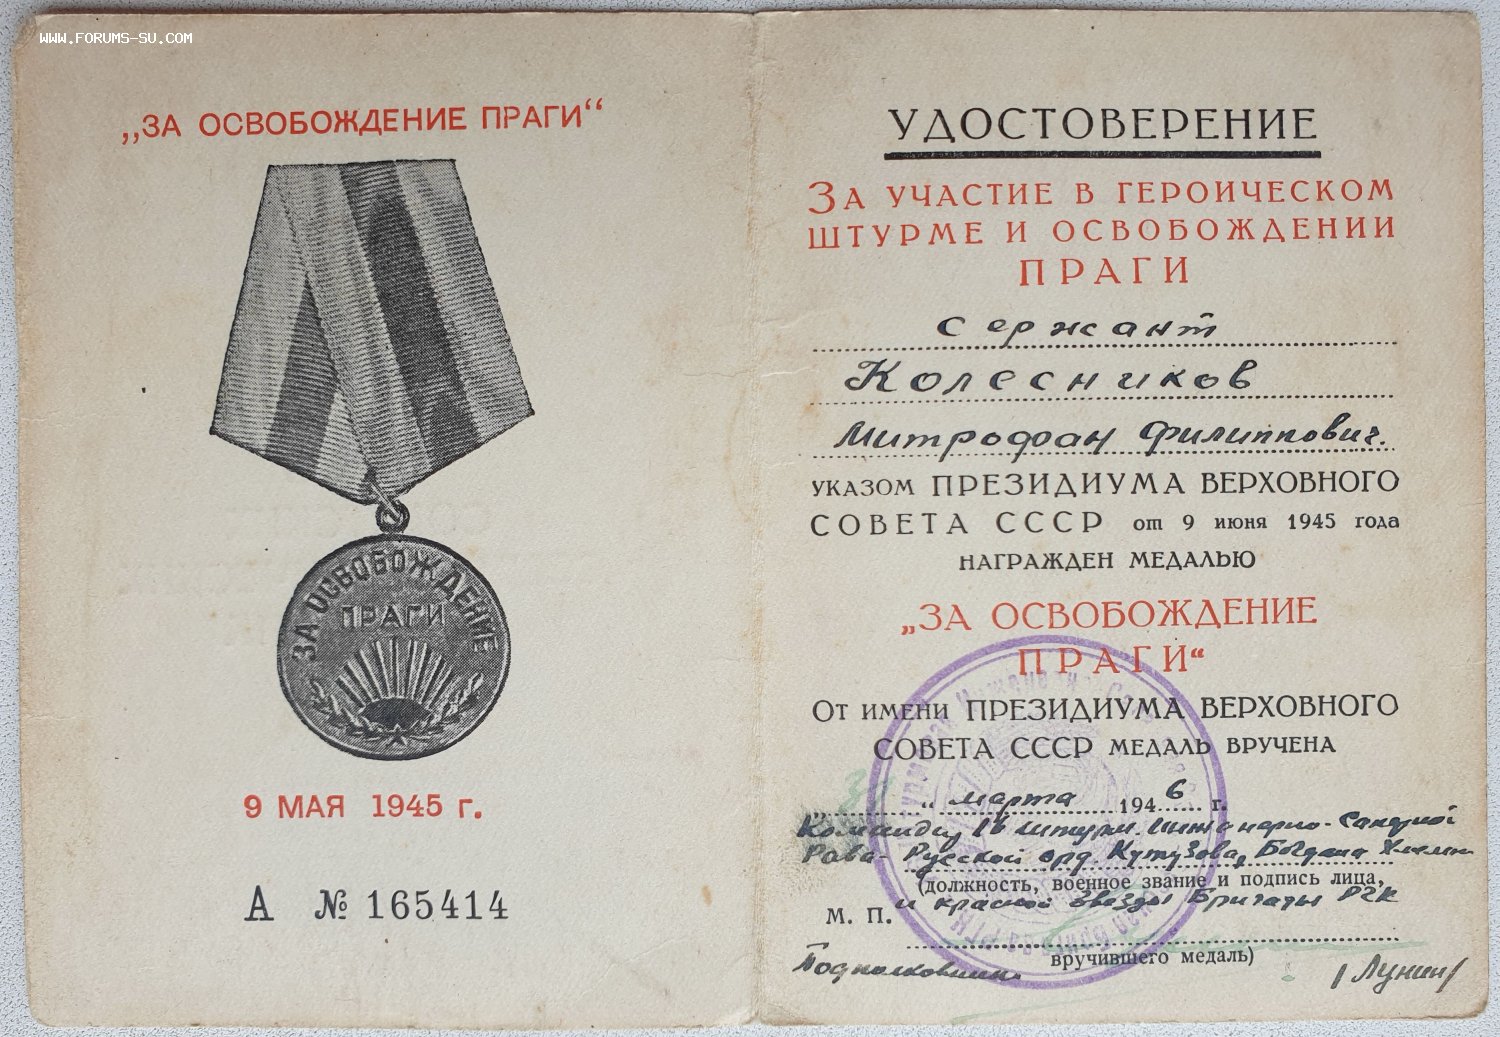 WWW.FORUMS-SU.COM
„ЗА ОСВОБОЖДЕНИЕ ПРАГИ“
ЗА ОСВОБОЖДЕНИЕ
ПРАГИ
9 МАЯ 1945 г.
А № 165414
УДОСТОВЕРЕНИЕ
ЗА УЧАСТИЕ В ГЕРОИЧЕСКОМ
ШТУРМЕ И ОСВОБОЖДЕНИИ
ПРАГИ
Сержант
Колесников
Митрофан Филиппович.
УКАЗОМ ПРЕЗИДИУМА ВЕРХОВНОГО
СОВЕТА СССР от 9 июня 1945 года
НАГРАЖДЕН МЕДАЛЬЮ
„ЗА ОСВОБОЖДЕНИЕ
ПРАГИ“
ОТ ИМЕНИ ПРЕЗИДИУМА ВЕРХОВНОГО
СОВЕТА СССР МЕДАЛЬ ВРУЧЕНА
„ “ марта 1946 г.
Командир штурм. Инженерно-Саперной
Рава-Русской орд. Кутузова, Богдана
(должность, военное звание и подпись лица,
и красной звезды Бригады РГК
М. П.
вручившего медаль)
Подполковник /Лунин/